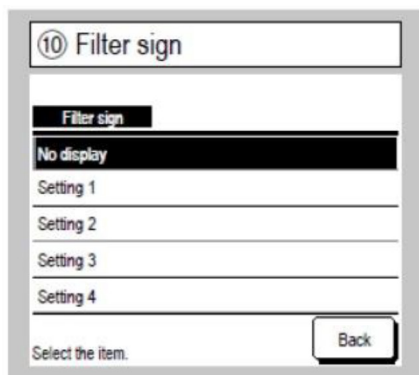 ⑩ Filter sign
Filter sign
No display
Setting 1
Setting 2
Setting 3
Setting 4
Select the item.
Back